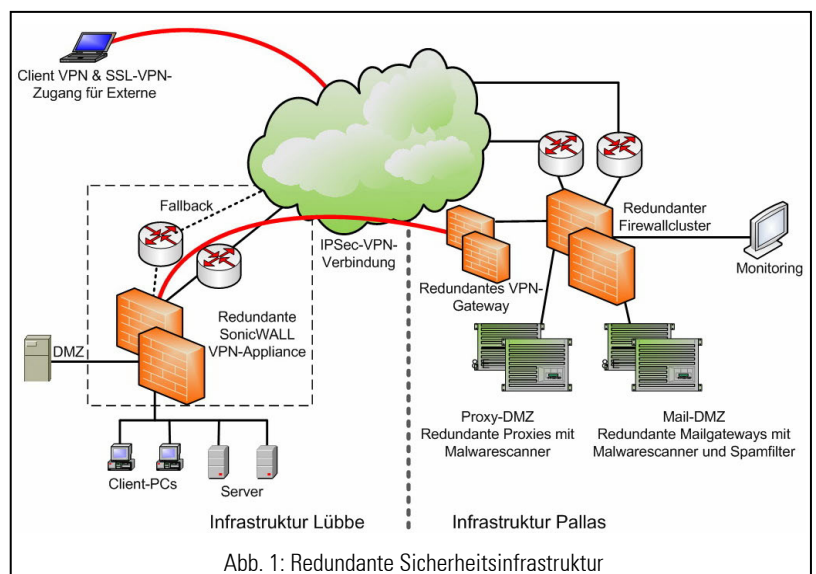 Client VPN & SSL-VPN-
Zugang für Externe
Fallback
IPSec-VPN-
Verbindung
Redundanter
Firewallcluster
Monitoring
Redundantes VPN-
Gateway
Redundante
SonicWALL
VPN-Appliance
DMZ
Proxy-DMZ
Redundante Proxies mit
Malwarescanner
Mail-DMZ
Redundante Mailgateways mit
Malwarescanner und Spamfilter
Client-PCs
Server
Infrastruktur Lübbe
Infrastruktur Pallas
Abb. 1: Redundante Sicherheitsinfrastruktur